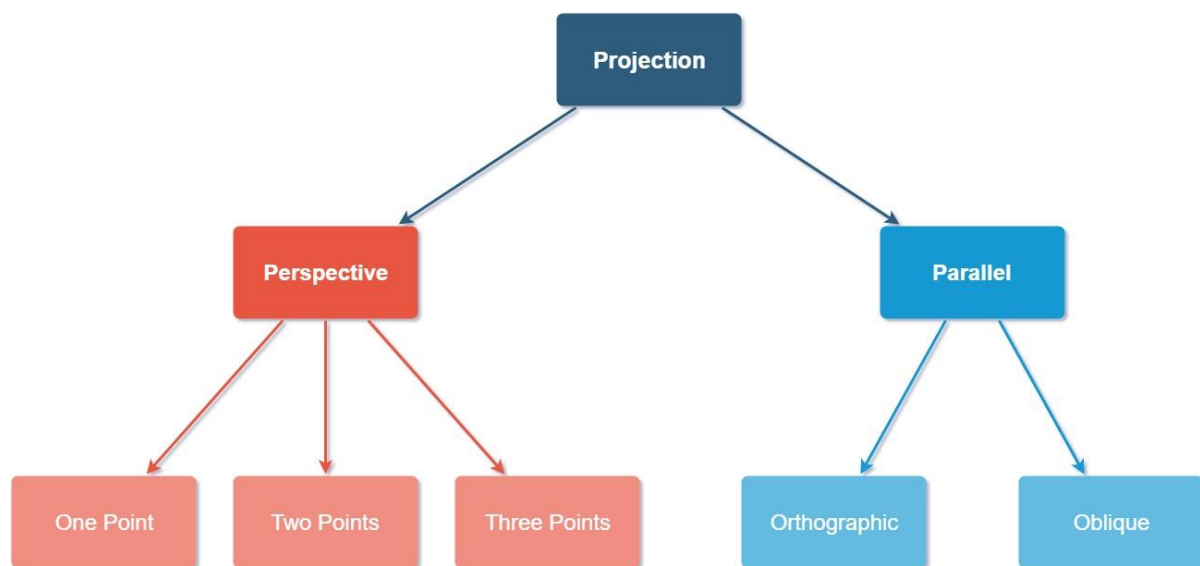 Projection
Perspective
Parallel
One Point
Two Points
Three Points
Orthographic
Oblique